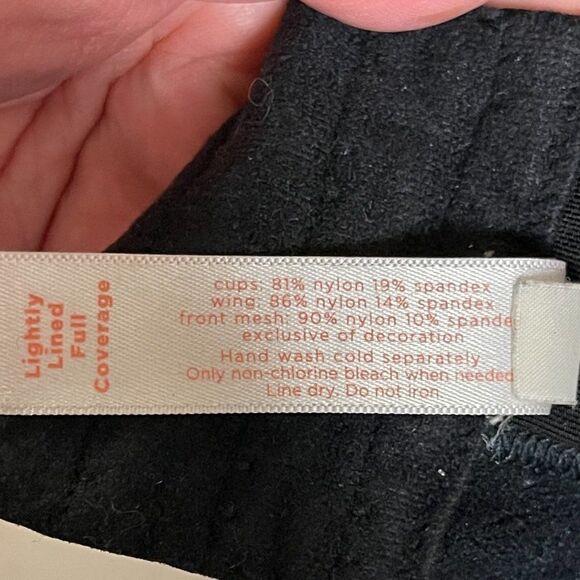 Lightly
Lined
Full
Coverage
cups: 81% nylon 19% spandex
wing: 86% nylon 14% spandex
front mesh: 90% nylon 10% spande
exclusive of decoration
Hand wash cold separately
Only non-chlorine bleach when needed
Line dry. Do not iron.